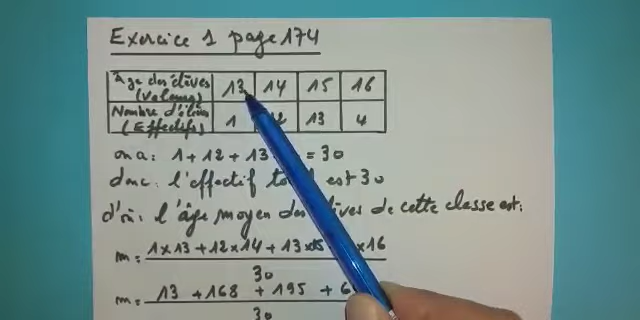 Exercice 1 page 174
Âge des élèves (Valeurs) 13 14 15 16
Nombre d'élèves (Effectifs) 1 13 4
on a: 1 + 12 + 13 = 30
donc: l'effectif est 30
d'où: l'âge moyen des élèves de cette classe est:
m = 1×13 + 12×14 + 13×15 ×16
30
m = 13 + 168 + 195 + 6
30